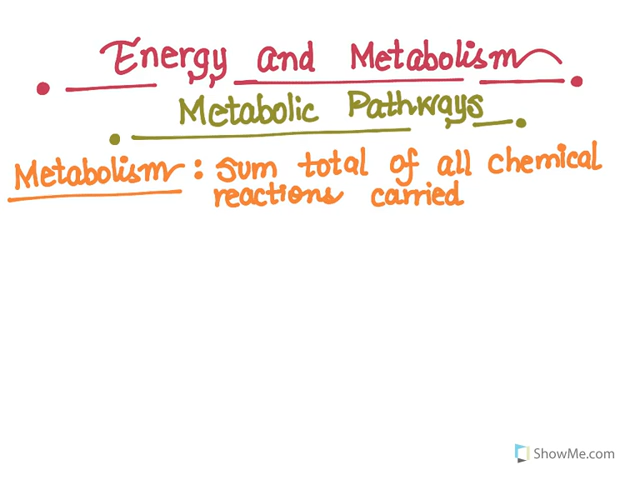 Energy and Metabolism
Metabolic Pathways
Metabolism : Sum total of all chemical
reactions carried
ShowMe.com